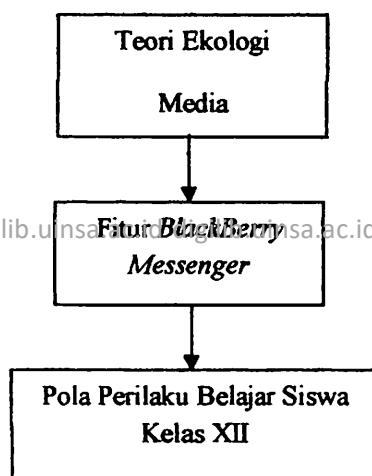 Teori Ekologi
Media
Fitur BlackBerry
Messenger
Pola Perilaku Belajar Siswa
Kelas XII